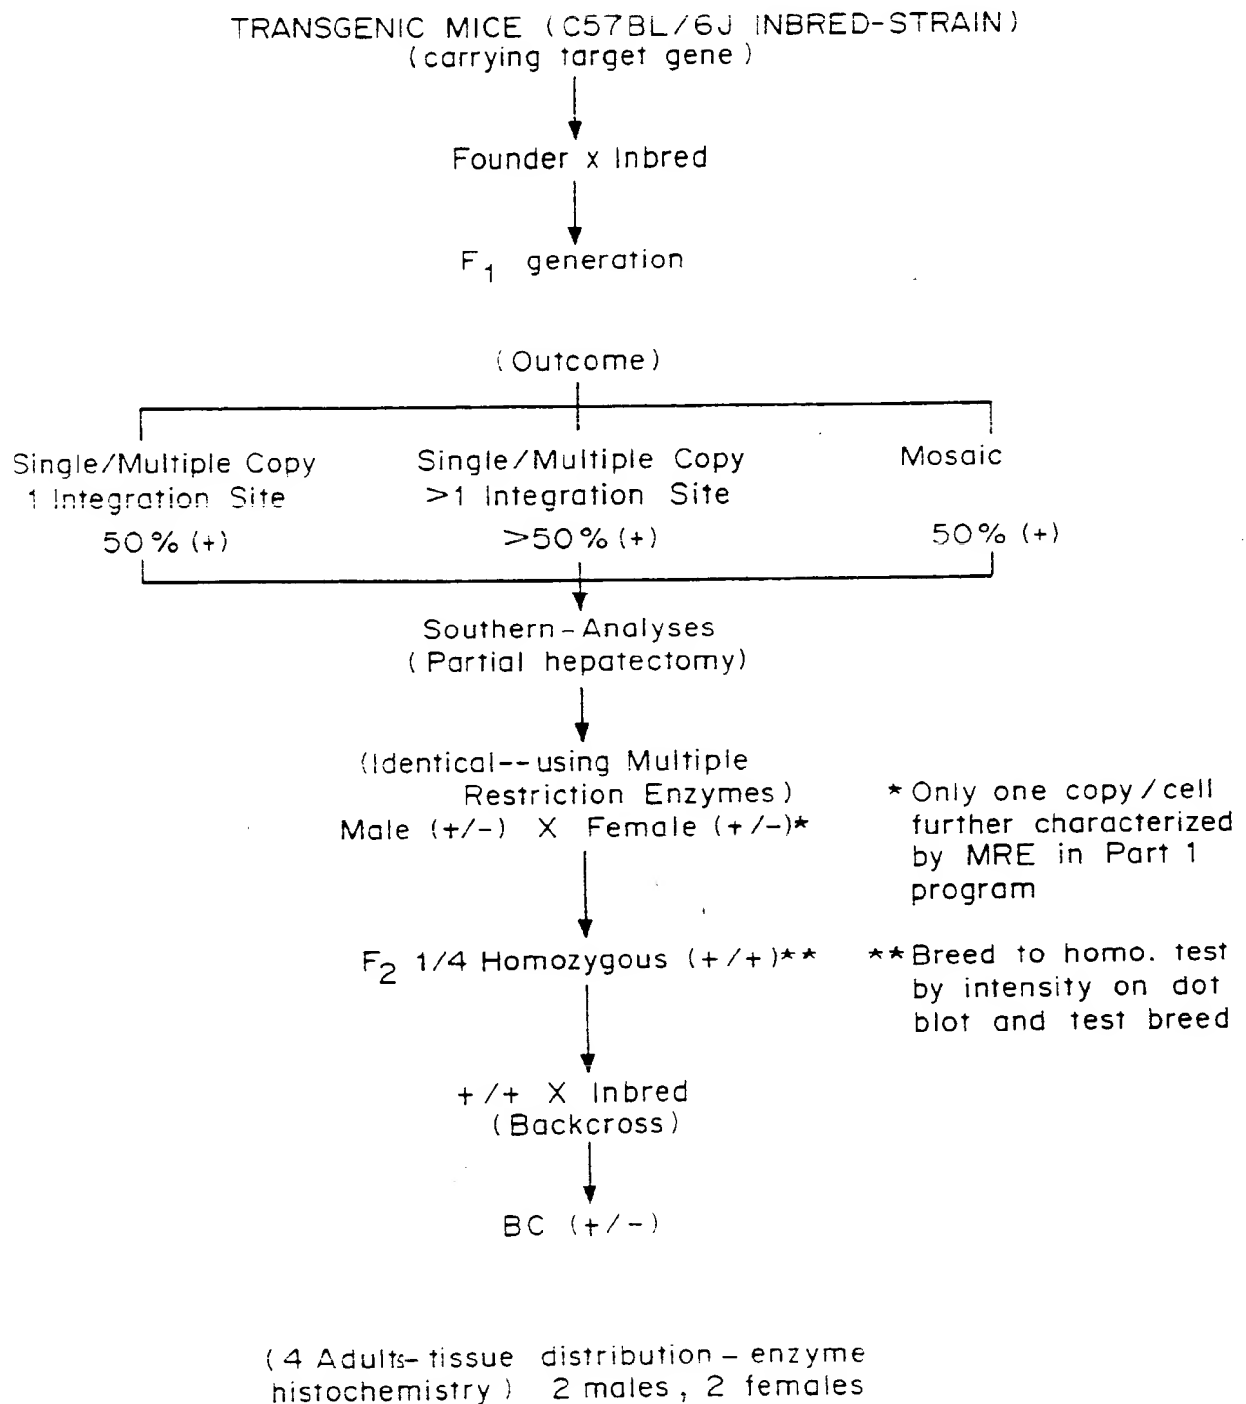 TRANSGENIC MICE (C57BL/6J INBRED-STRAIN)
(carrying target gene)
Founder x Inbred
F1 generation
(Outcome)
Single/Multiple Copy
1 Integration Site
50% (+)
Single/Multiple Copy
>1 Integration Site
>50% (+)
Mosaic
50% (+)
Southern-Analyses
(Partial hepatectomy)
(Identical--using Multiple
Restriction Enzymes)
Male (+/-) X Female (+/-)*
* Only one copy/cell
further characterized
by MRE in Part 1
program
F2 1/4 Homozygous (+/+)**
** Breed to homo. test
by intensity on dot
blot and test breed
+/+ X Inbred
(Backcross)
BC (+/-)
(4 Adults-tissue distribution-enzyme
histochemistry) 2 males, 2 females